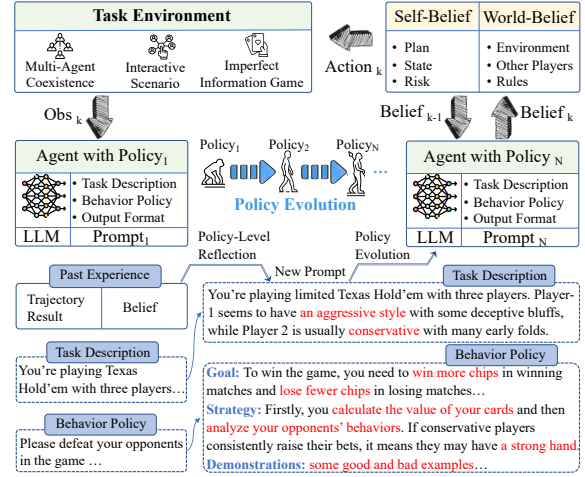 Task Environment
Multi-Agent
Coexistence
Interactive
Scenario
Imperfect
Information Game
Action k
Self-Belief
World-Belief
• Plan
• State
• Risk
• Environment
• Other Players
• Rules
Obs k
Belief k-1
Belief k
Agent with Policy1
• Task Description
• Behavior Policy
• Output Format
LLM
Prompt1
Policy1
Policy2
PolicyN
...
Policy Evolution
Agent with Policy N
• Task Description
• Behavior Policy
• Output Format
LLM
Prompt N
Past Experience
Trajectory
Result
Belief
Policy-Level
Reflection
New Prompt
Policy
Evolution
Task Description
You're playing Texas
Hold'em with three players…
Behavior Policy
Please defeat your opponents
in the game …
Task Description
You're playing limited Texas Hold'em with three players. Player-
1 seems to have an aggressive style with some deceptive bluffs,
while Player 2 is usually conservative with many early folds.
Behavior Policy
Goal: To win the game, you need to win more chips in winning
matches and lose fewer chips in losing matches…
Strategy: Firstly, you calculate the value of your cards and then
analyze your opponents' behaviors. If conservative players
consistently raise their bets, it means they may have a strong hand.
Demonstrations: some good and bad examples…